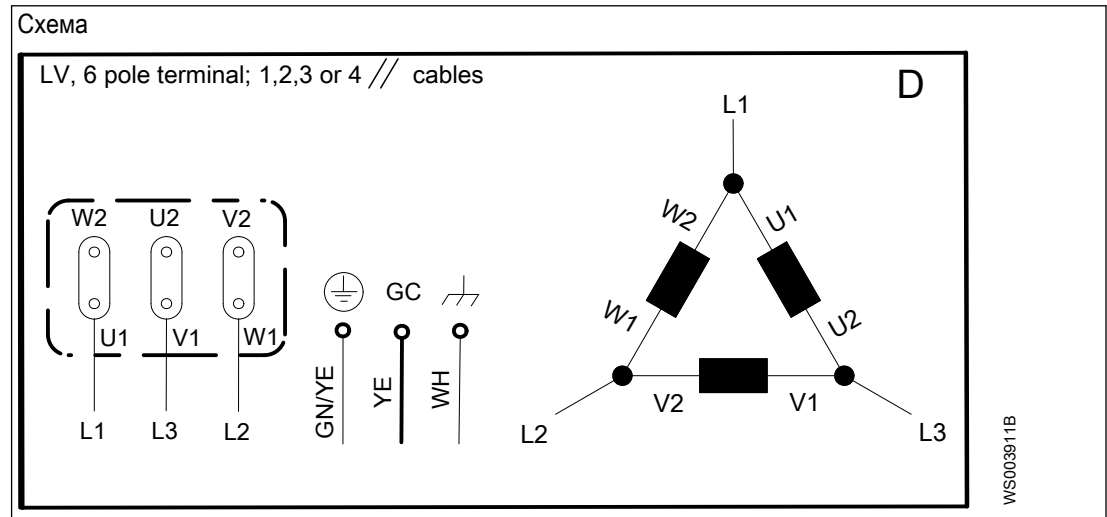 Схема
LV, 6 pole terminal; 1,2,3 or 4 // cables
D
W2 U2 V2
U1 V1 W1
L1 L3 L2
GC
GN/YE
YE
WH
L1
W2 U1
W1 U2
V2 V1
L2 L3
WS003911B